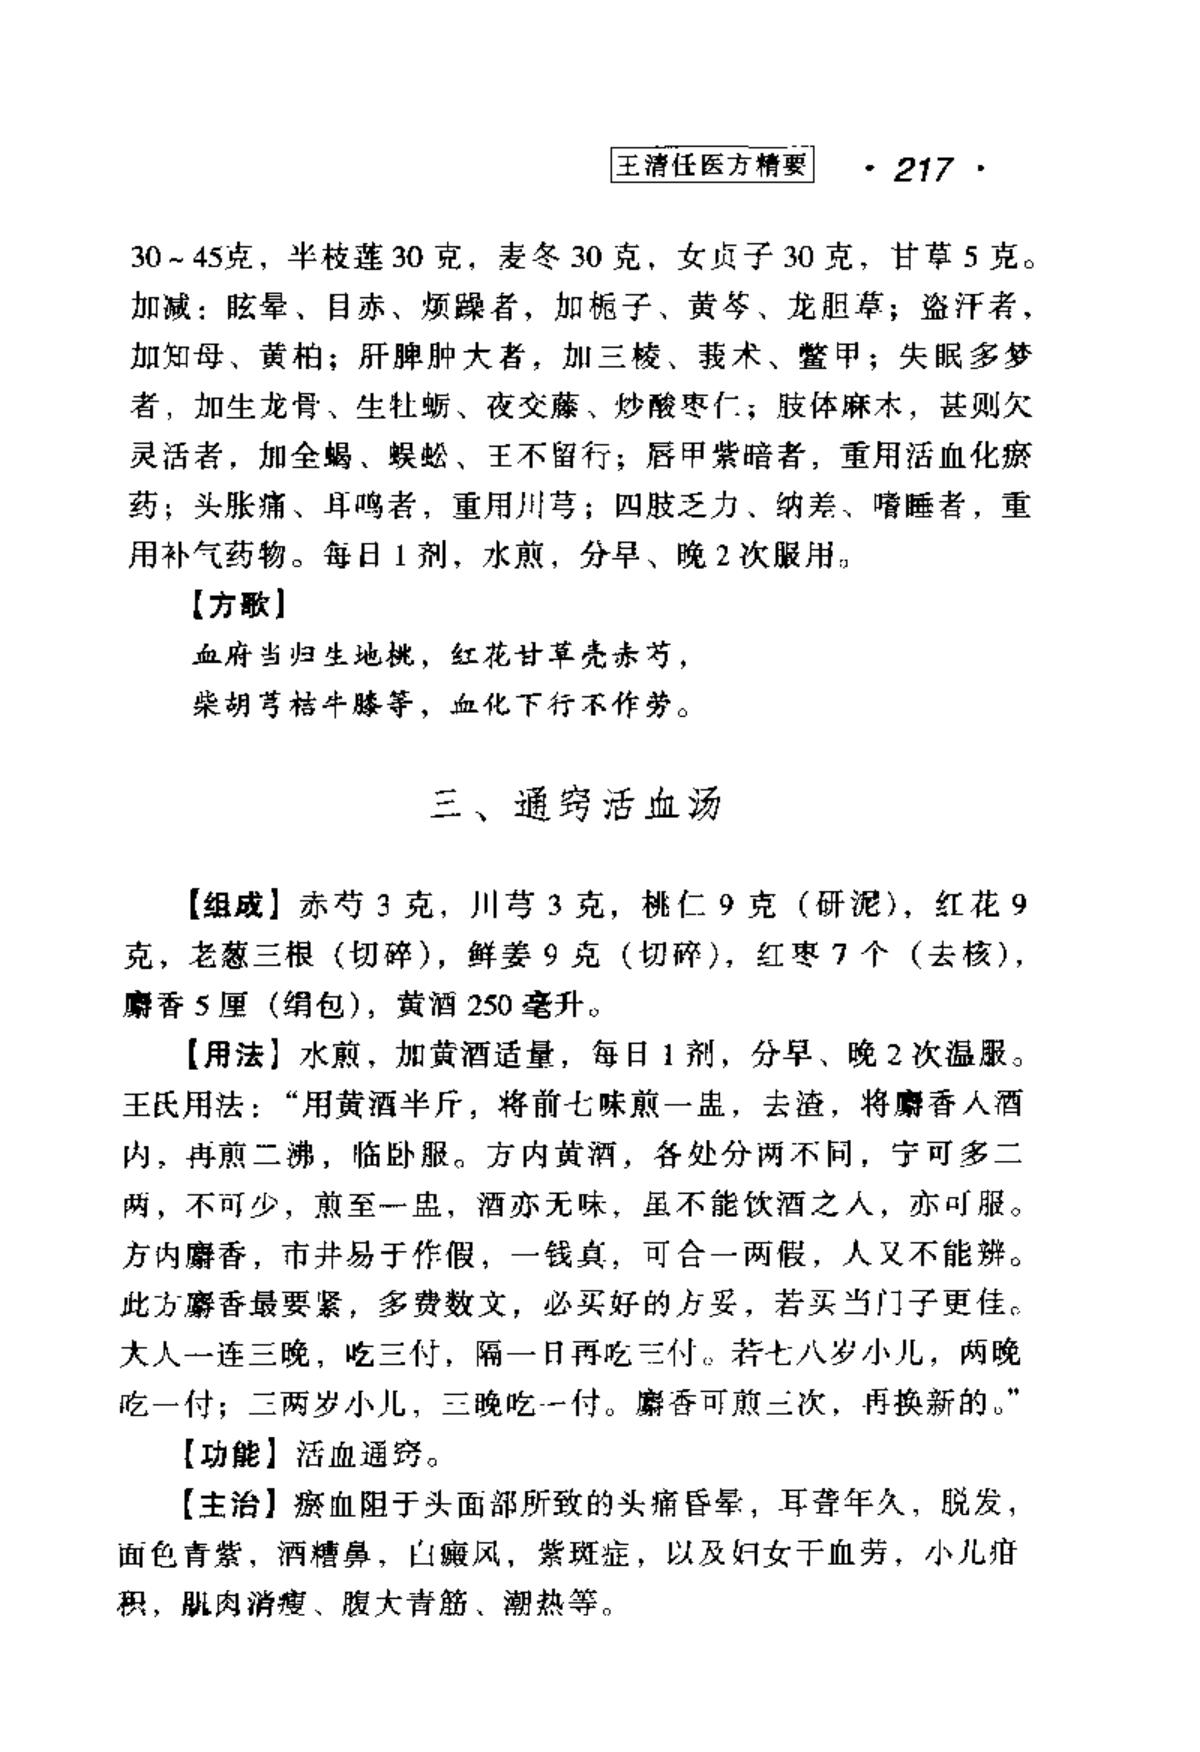 王清任医方精要 · 217 ·
30～45克，半枝莲30克，麦冬30克，女贞子30克，甘草5克。
加减：眩晕、目赤、烦躁者，加栀子、黄芩、龙胆草；盗汗者，
加知母、黄柏；肝脾肿大者，加三棱、莪术、鳖甲；失眠多梦
者，加生龙骨、生牡蛎、夜交藤、炒酸枣仁；肢体麻木，甚则欠
灵活者，加全蝎、蜈蚣、王不留行；唇甲紫暗者，重用活血化瘀
药；头胀痛、耳鸣者，重用川芎；四肢乏力、纳差、嗜睡者，重
用补气药物。每日1剂，水煎，分早、晚2次服用。
【方歌】
血府当归生地桃，红花甘草壳赤芍，
柴胡芎桔牛膝等，血化下行不作劳。
三、通窍活血汤
【组成】赤芍3克，川芎3克，桃仁9克（研泥），红花9
克，老葱三根（切碎），鲜姜9克（切碎），红枣7个（去核），
麝香5厘（绢包），黄酒250毫升。
【用法】水煎，加黄酒适量，每日1剂，分早、晚2次温服。
王氏用法：“用黄酒半斤，将前七味煎一盅，去渣，将麝香入酒
内，再煎二沸，临卧服。方内黄酒，各处分两不同，宁可多二
两，不可少，煎至一盅，酒亦无味，虽不能饮酒之人，亦可服。
方内麝香，市井易于作假，一钱真，可合一两假，人又不能辨。
此方麝香最要紧，多费数文，必买好的方妥，若买当门子更佳。
大人一连三晚，吃三付，隔一日再吃三付。若七八岁小儿，两晚
吃一付；三两岁小儿，三晚吃一付。麝香可煎三次，再换新的。”
【功能】活血通窍。
【主治】瘀血阻于头面部所致的头痛昏晕，耳聋年久，脱发，
面色青紫，酒糟鼻，白癜风，紫斑症，以及妇女干血劳，小儿疳
积，肌肉消瘦、腹大青筋、潮热等。